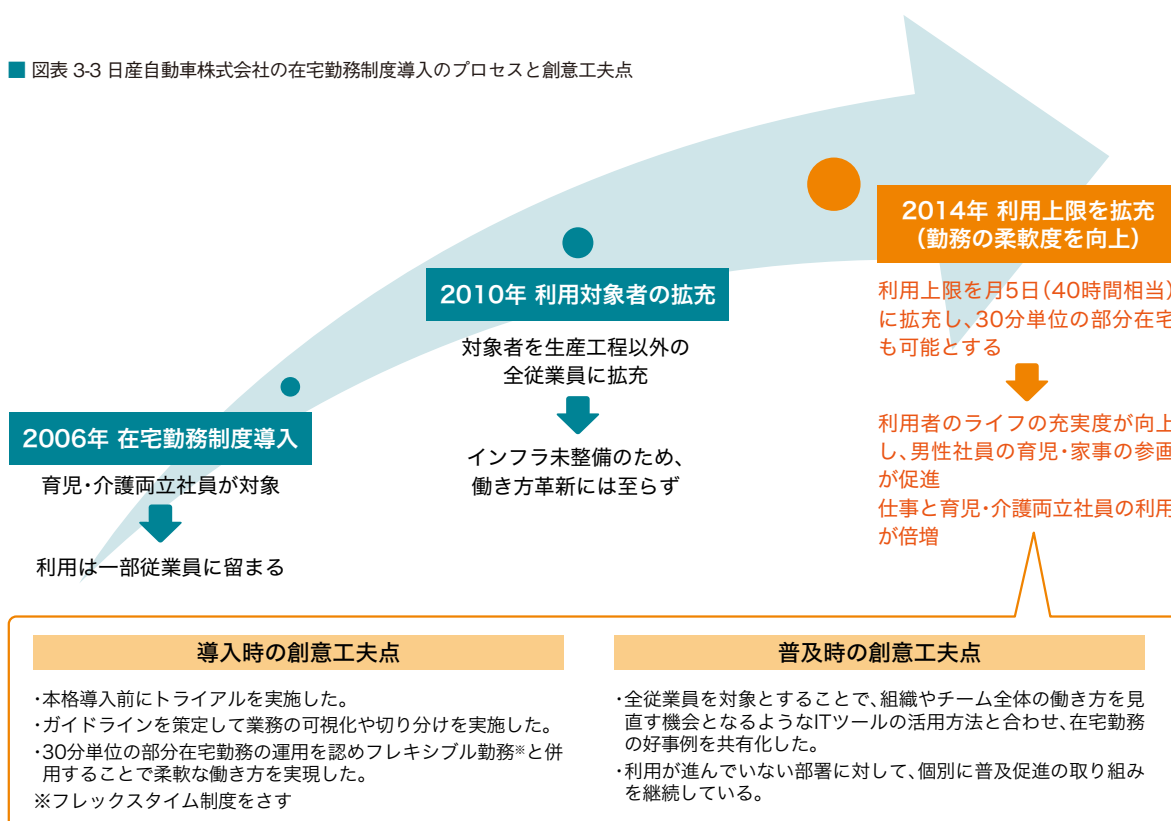 ■ 図表 3-3 日産自動車株式会社の在宅勤務制度導入のプロセスと創意工夫点
2006年 在宅勤務制度導入
育児・介護両立社員が対象
利用は一部従業員に留まる
2010年 利用対象者の拡充
対象者を生産工程以外の
全従業員に拡充
インフラ未整備のため、
働き方革新には至らず
2014年 利用上限を拡充
（勤務の柔軟度を向上）
利用上限を月5日（40時間相当）
に拡充し、30分単位の部分在宅
も可能とする
利用者のライフの充実度が向上
し、男性社員の育児・家事の参画
が促進
仕事と育児・介護両立社員の利用
が倍増
導入時の創意工夫点
・本格導入前にトライアルを実施した。
・ガイドラインを策定して業務の可視化や切り分けを実施した。
・30分単位の部分在宅勤務の運用を認めフレキシブル勤務※と併
用することで柔軟な働き方を実現した。
※フレックスタイム制度をさす
普及時の創意工夫点
・全従業員を対象とすることで、組織やチーム全体の働き方を見
直す機会となるようなITツールの活用方法と合わせ、在宅勤務
の好事例を共有化した。
・利用が進んでいない部署に対して、個別に普及促進の取り組み
を継続している。